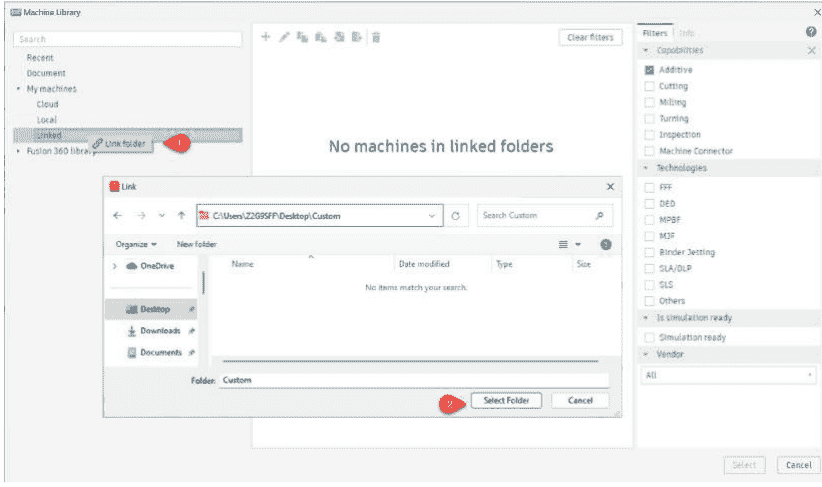 Machine Library
Search
Recent
Document
My machines
Cloud
Local
Linked
Link folder
1
Fusion 360 library
Clear filters
No machines in linked folders
Filters
Info
Capabilities
Additive
Cutting
Milling
Turning
Inspection
Machine Connector
Technologies
FFF
DED
MPBF
MJF
Binder Jetting
SLA/DLP
SLS
Others
Is simulation ready
Simulation ready
Vendor
All
Select
Cancel
Link
C:\Users\Z2G9SFF\Desktop\Custom
Search Custom
Organize
New folder
OneDrive
Desktop
Downloads
Documents
Name
Date modified
Type
Size
No items match your search.
Folder: Custom
2
Select Folder
Cancel